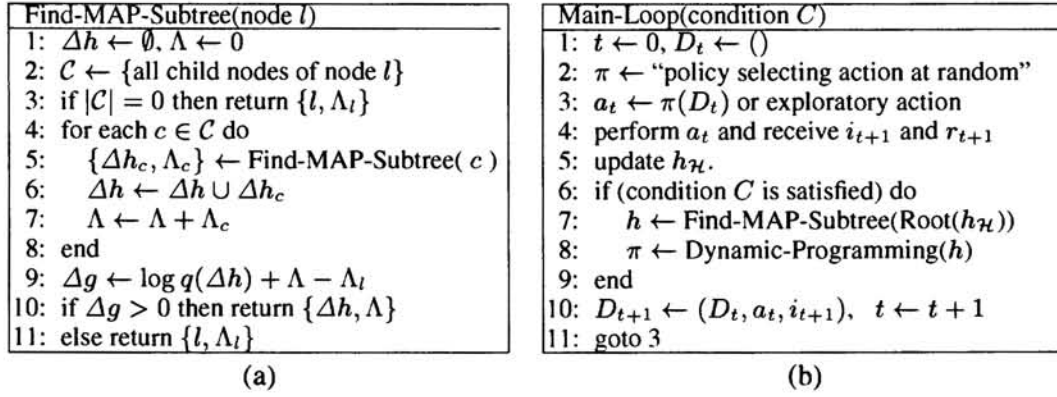 Find-MAP-Subtree(node l)
1: Δh ← ∅, Λ ← 0
2: 𝒞 ← {all child nodes of node l}
3: if |𝒞| = 0 then return {l, Λ_l}
4: for each c ∈ 𝒞 do
5: {Δh_c, Λ_c} ← Find-MAP-Subtree( c )
6: Δh ← Δh ∪ Δh_c
7: Λ ← Λ + Λ_c
8: end
9: Δg ← log q(Δh) + Λ − Λ_l
10: if Δg > 0 then return {Δh, Λ}
11: else return {l, Λ_l}
(a)
Main-Loop(condition C)
1: t ← 0, D_t ← ()
2: π ← “policy selecting action at random”
3: a_t ← π(D_t) or exploratory action
4: perform a_t and receive i_{t+1} and r_{t+1}
5: update h_ℋ.
6: if (condition C is satisfied) do
7: h ← Find-MAP-Subtree(Root(h_ℋ))
8: π ← Dynamic-Programming(h)
9: end
10: D_{t+1} ← (D_t, a_t, i_{t+1}), t ← t + 1
11: goto 3
(b)